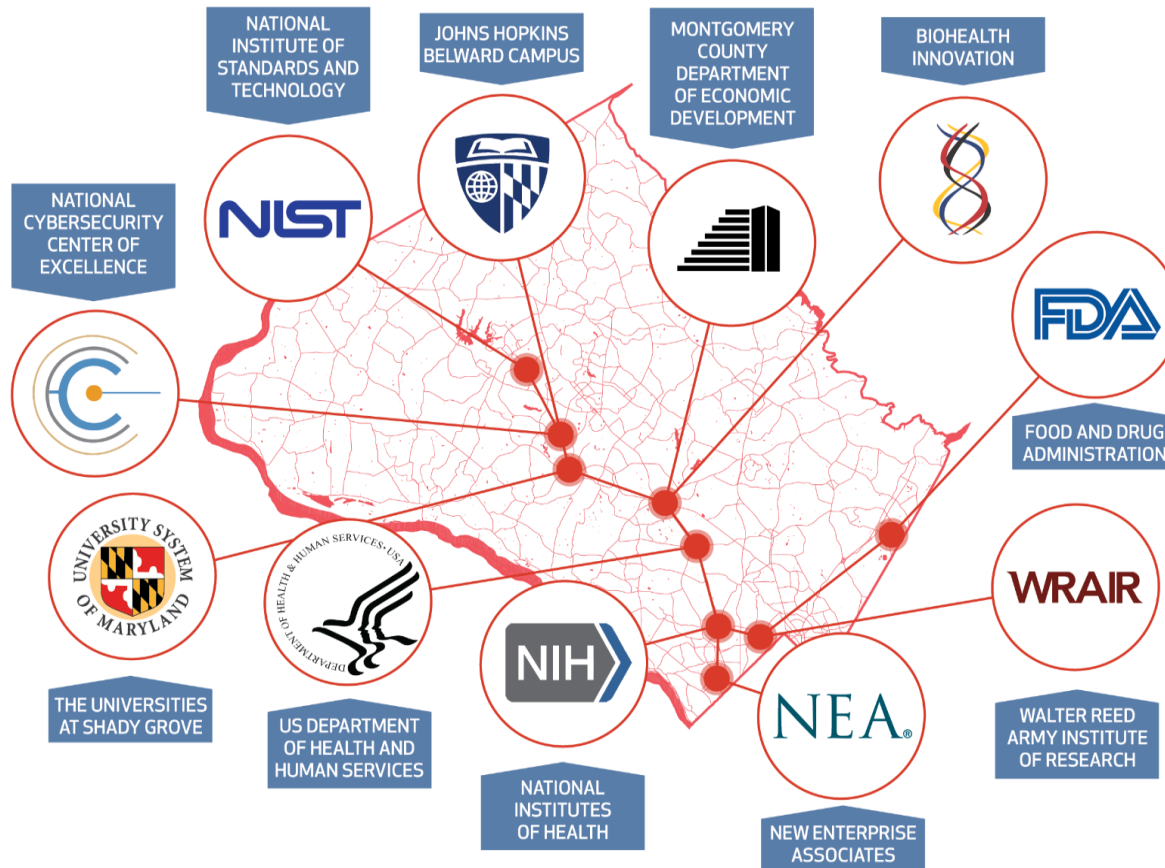 NATIONAL
INSTITUTE OF
STANDARDS AND
TECHNOLOGY
JOHNS HOPKINS
BELWARD CAMPUS
MONTGOMERY
COUNTY
DEPARTMENT
OF ECONOMIC
DEVELOPMENT
BIOHEALTH
INNOVATION
NATIONAL
CYBERSECURITY
CENTER OF
EXCELLENCE
NIST
FDA
FOOD AND DRUG
ADMINISTRATION
UNIVERSITY SYSTEM
OF MARYLAND
THE UNIVERSITIES
AT SHADY GROVE
DEPARTMENT OF HEALTH & HUMAN SERVICES • USA
US DEPARTMENT
OF HEALTH AND
HUMAN SERVICES
NIH
NATIONAL
INSTITUTES
OF HEALTH
NEA®
NEW ENTERPRISE
ASSOCIATES
WRAIR
WALTER REED
ARMY INSTITUTE
OF RESEARCH